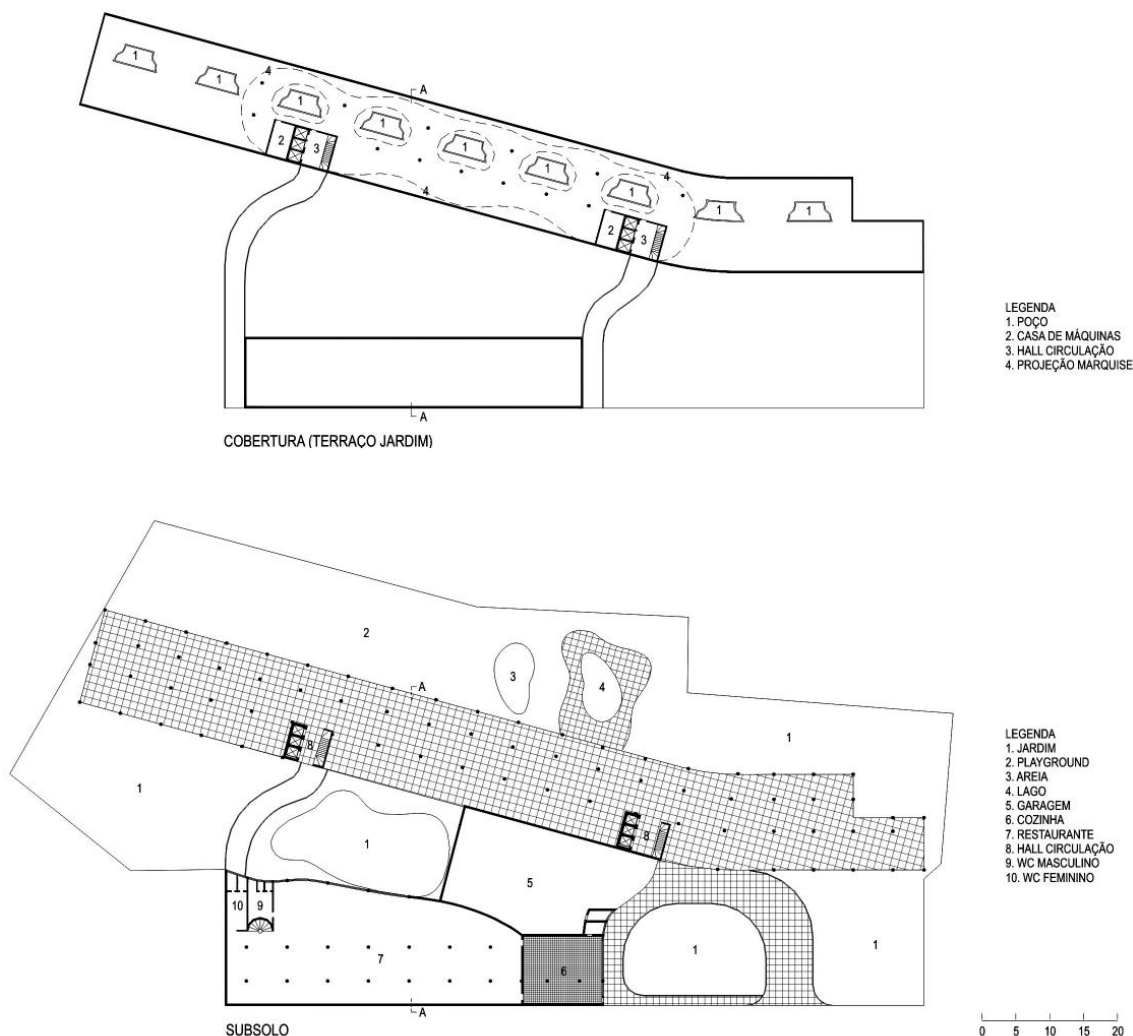 1
1
4
A
1
1
1
1
1
4
1
1
2
3
4
2
3
A
COBERTURA (TERRAÇO JARDIM)
LEGENDA
1. POÇO
2. CASA DE MÁQUINAS
3. HALL CIRCULAÇÃO
4. PROJEÇÃO MARQUISE
2
A
3
4
1
8
1
1
8
5
10
9
7
6
1
1
A
SUBSOLO
LEGENDA
1. JARDIM
2. PLAYGROUND
3. AREIA
4. LAGO
5. GARAGEM
6. COZINHA
7. RESTAURANTE
8. HALL CIRCULAÇÃO
9. WC MASCULINO
10. WC FEMININO
0 5 10 15 20